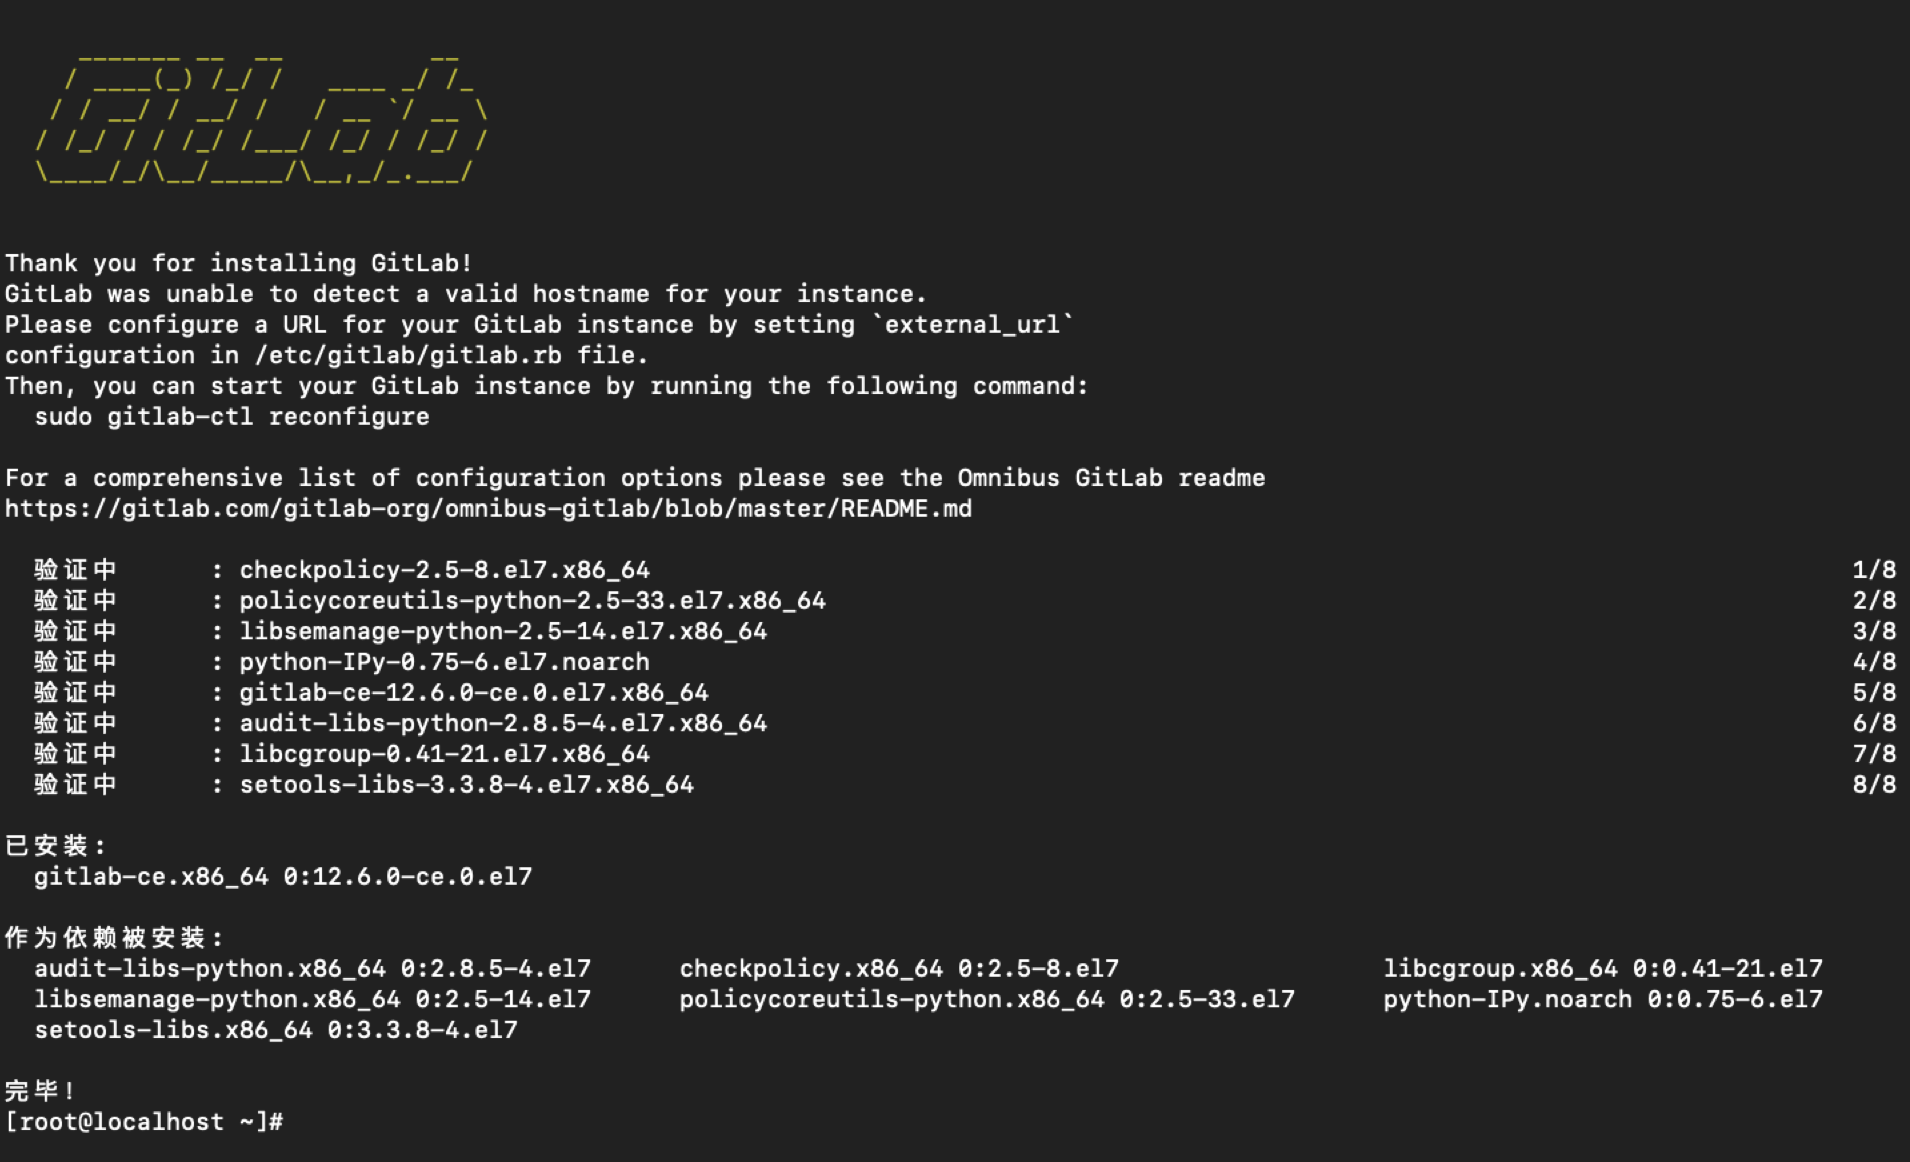 Thank you for installing GitLab!
GitLab was unable to detect a valid hostname for your instance.
Please configure a URL for your GitLab instance by setting `external_url`
configuration in /etc/gitlab/gitlab.rb file.
Then, you can start your GitLab instance by running the following command:
  sudo gitlab-ctl reconfigure
For a comprehensive list of configuration options please see the Omnibus GitLab readme
https://gitlab.com/gitlab-org/omnibus-gitlab/blob/master/README.md
  验证中      : checkpolicy-2.5-8.el7.x86_64 1/8
  验证中      : policycoreutils-python-2.5-33.el7.x86_64 2/8
  验证中      : libsemanage-python-2.5-14.el7.x86_64 3/8
  验证中      : python-IPy-0.75-6.el7.noarch 4/8
  验证中      : gitlab-ce-12.6.0-ce.0.el7.x86_64 5/8
  验证中      : audit-libs-python-2.8.5-4.el7.x86_64 6/8
  验证中      : libcgroup-0.41-21.el7.x86_64 7/8
  验证中      : setools-libs-3.3.8-4.el7.x86_64 8/8
已安装:
  gitlab-ce.x86_64 0:12.6.0-ce.0.el7
作为依赖被安装:
  audit-libs-python.x86_64 0:2.8.5-4.el7      checkpolicy.x86_64 0:2.5-8.el7      libcgroup.x86_64 0:0.41-21.el7
  libsemanage-python.x86_64 0:2.5-14.el7      policycoreutils-python.x86_64 0:2.5-33.el7      python-IPy.noarch 0:0.75-6.el7
  setools-libs.x86_64 0:3.3.8-4.el7
完毕!
[root@localhost ~]#